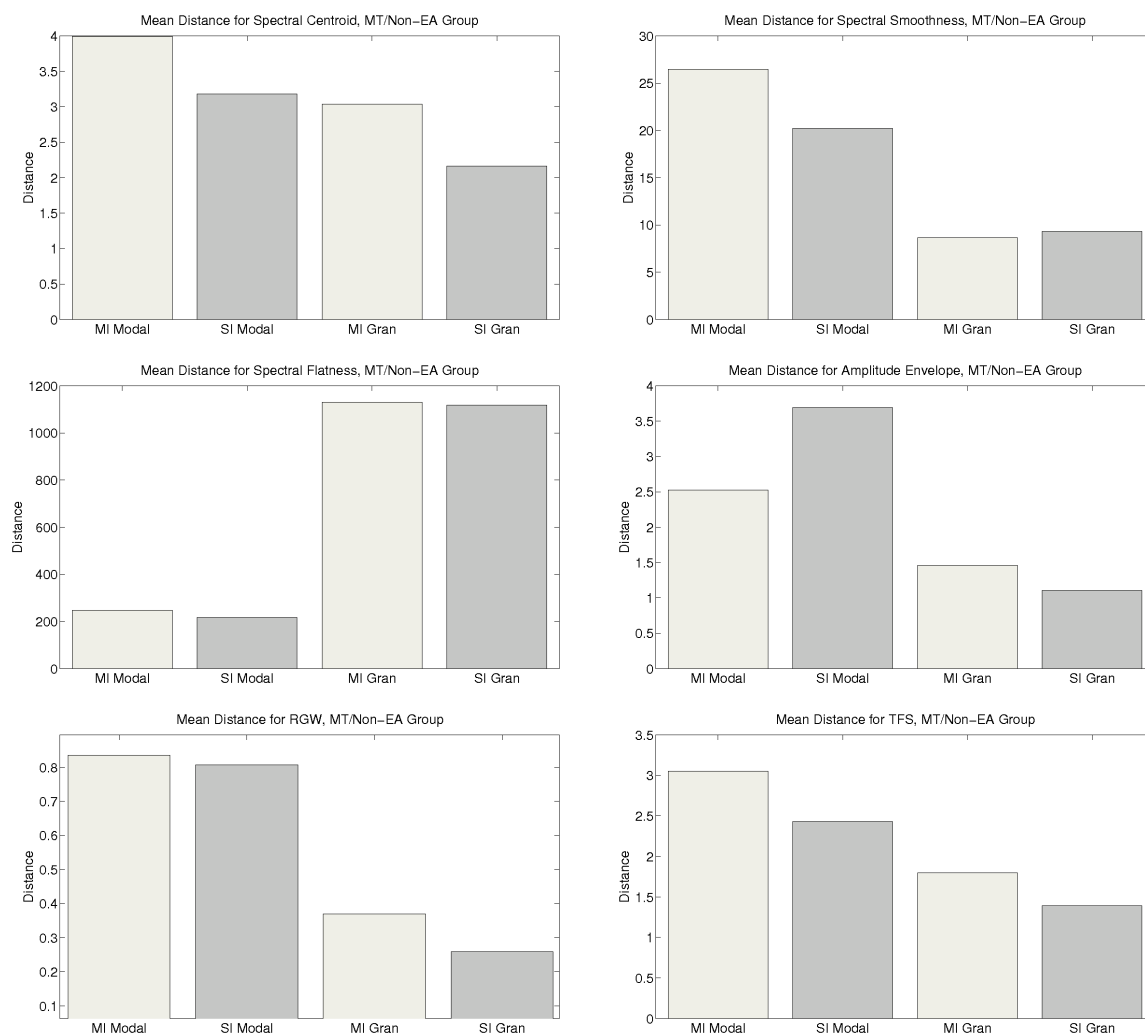 Mean Distance for Spectral Centroid, MT/Non−EA Group
4
3.5
3
2.5
2
1.5
1
0.5
0
Distance
MI Modal SI Modal MI Gran SI Gran
Mean Distance for Spectral Smoothness, MT/Non−EA Group
30
25
20
15
10
5
0
Distance
MI Modal SI Modal MI Gran SI Gran
Mean Distance for Spectral Flatness, MT/Non−EA Group
1200
1000
800
600
400
200
0
Distance
MI Modal SI Modal MI Gran SI Gran
Mean Distance for Amplitude Envelope, MT/Non−EA Group
4
3.5
3
2.5
2
1.5
1
0.5
0
Distance
MI Modal SI Modal MI Gran SI Gran
Mean Distance for RGW, MT/Non−EA Group
0.8
0.7
0.6
0.5
0.4
0.3
0.2
0.1
Distance
MI Modal SI Modal MI Gran SI Gran
Mean Distance for TFS, MT/Non−EA Group
3.5
3
2.5
2
1.5
1
0.5
0
Distance
MI Modal SI Modal MI Gran SI Gran